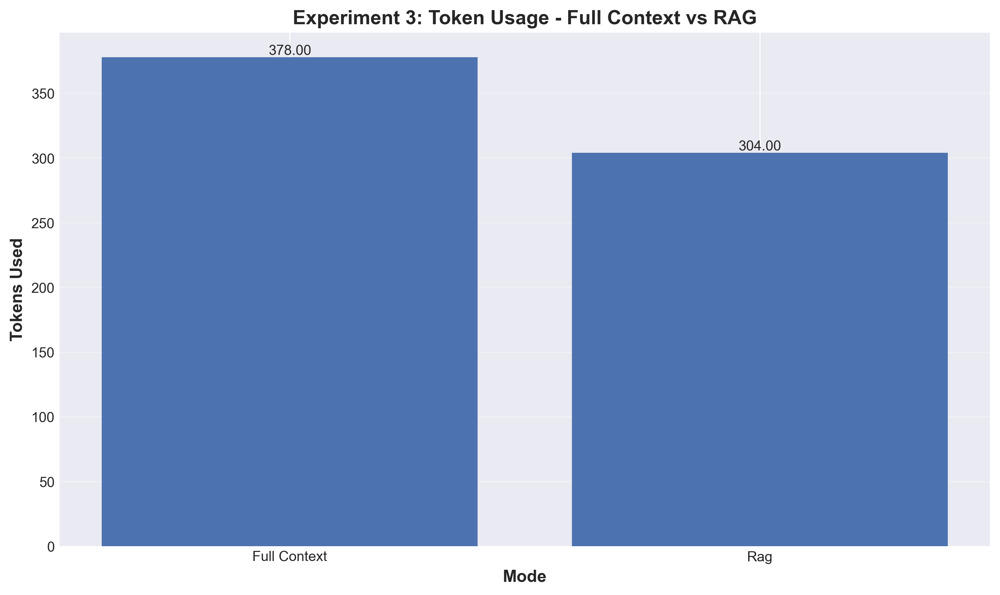 Experiment 3: Token Usage - Full Context vs RAG
378.00
304.00
350
300
250
200
150
100
50
0
Tokens Used
Full Context
Rag
Mode